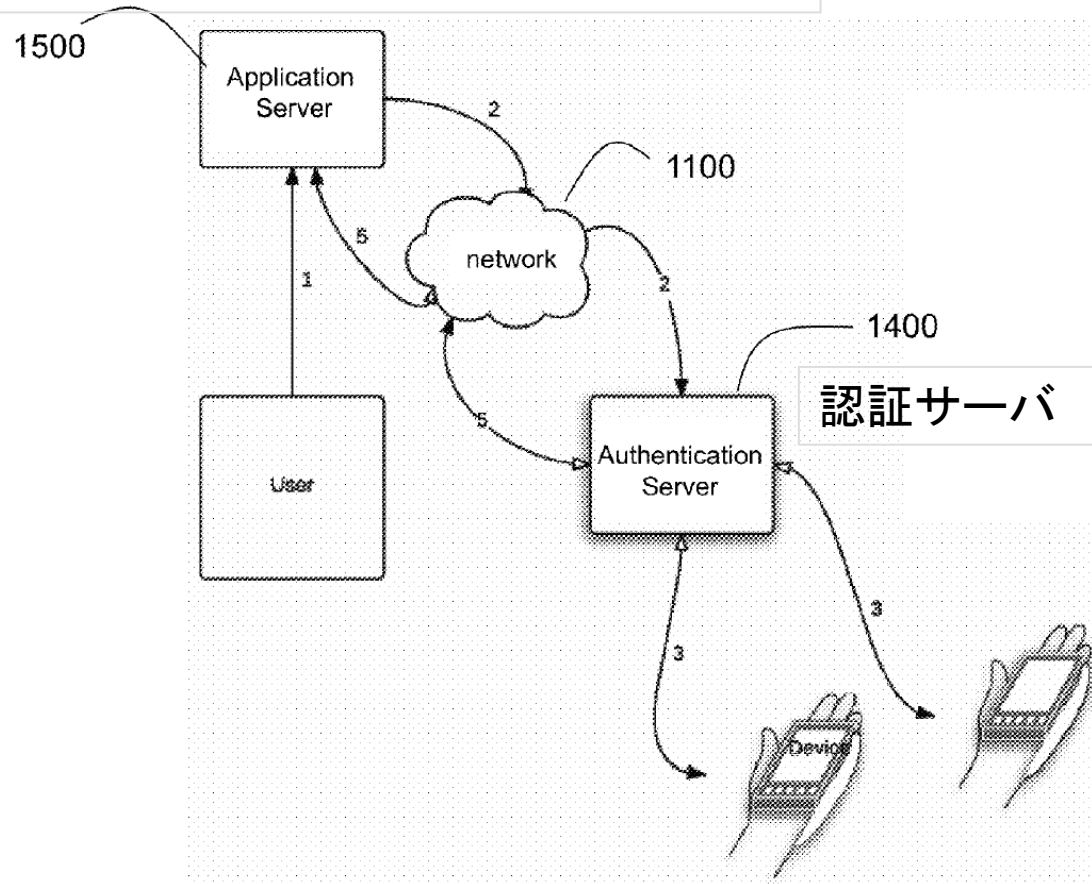 1500
Application
Server
2
1100
network
5
1
2
1400
認証サーバ
5
Authentication
Server
User
3
3
Device